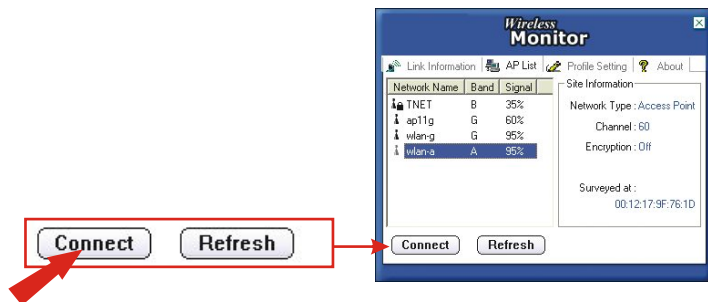 Wireless
Monitor
Link Information AP List Profile Setting About
Network Name Band Signal
TNET B 35%
ap11g G 60%
wlan-g G 95%
wlan-a A 95%
Site Information
Network Type : Access Point
Channel : 60
Encryption : Off
Surveyed at :
00:12:17:9F:76:1D
Connect Refresh
Connect Refresh